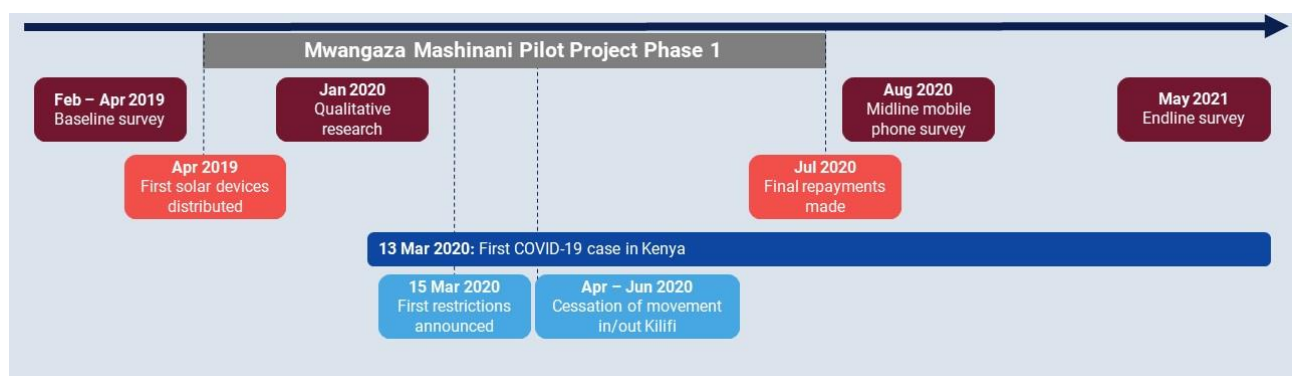 Mwangaza Mashinani Pilot Project Phase 1
Feb – Apr 2019
Baseline survey
Jan 2020
Qualitative
research
Aug 2020
Midline mobile
phone survey
May 2021
Endline survey
Apr 2019
First solar devices
distributed
Jul 2020
Final repayments
made
13 Mar 2020: First COVID-19 case in Kenya
15 Mar 2020
First restrictions
announced
Apr – Jun 2020
Cessation of movement
in/out Kilifi